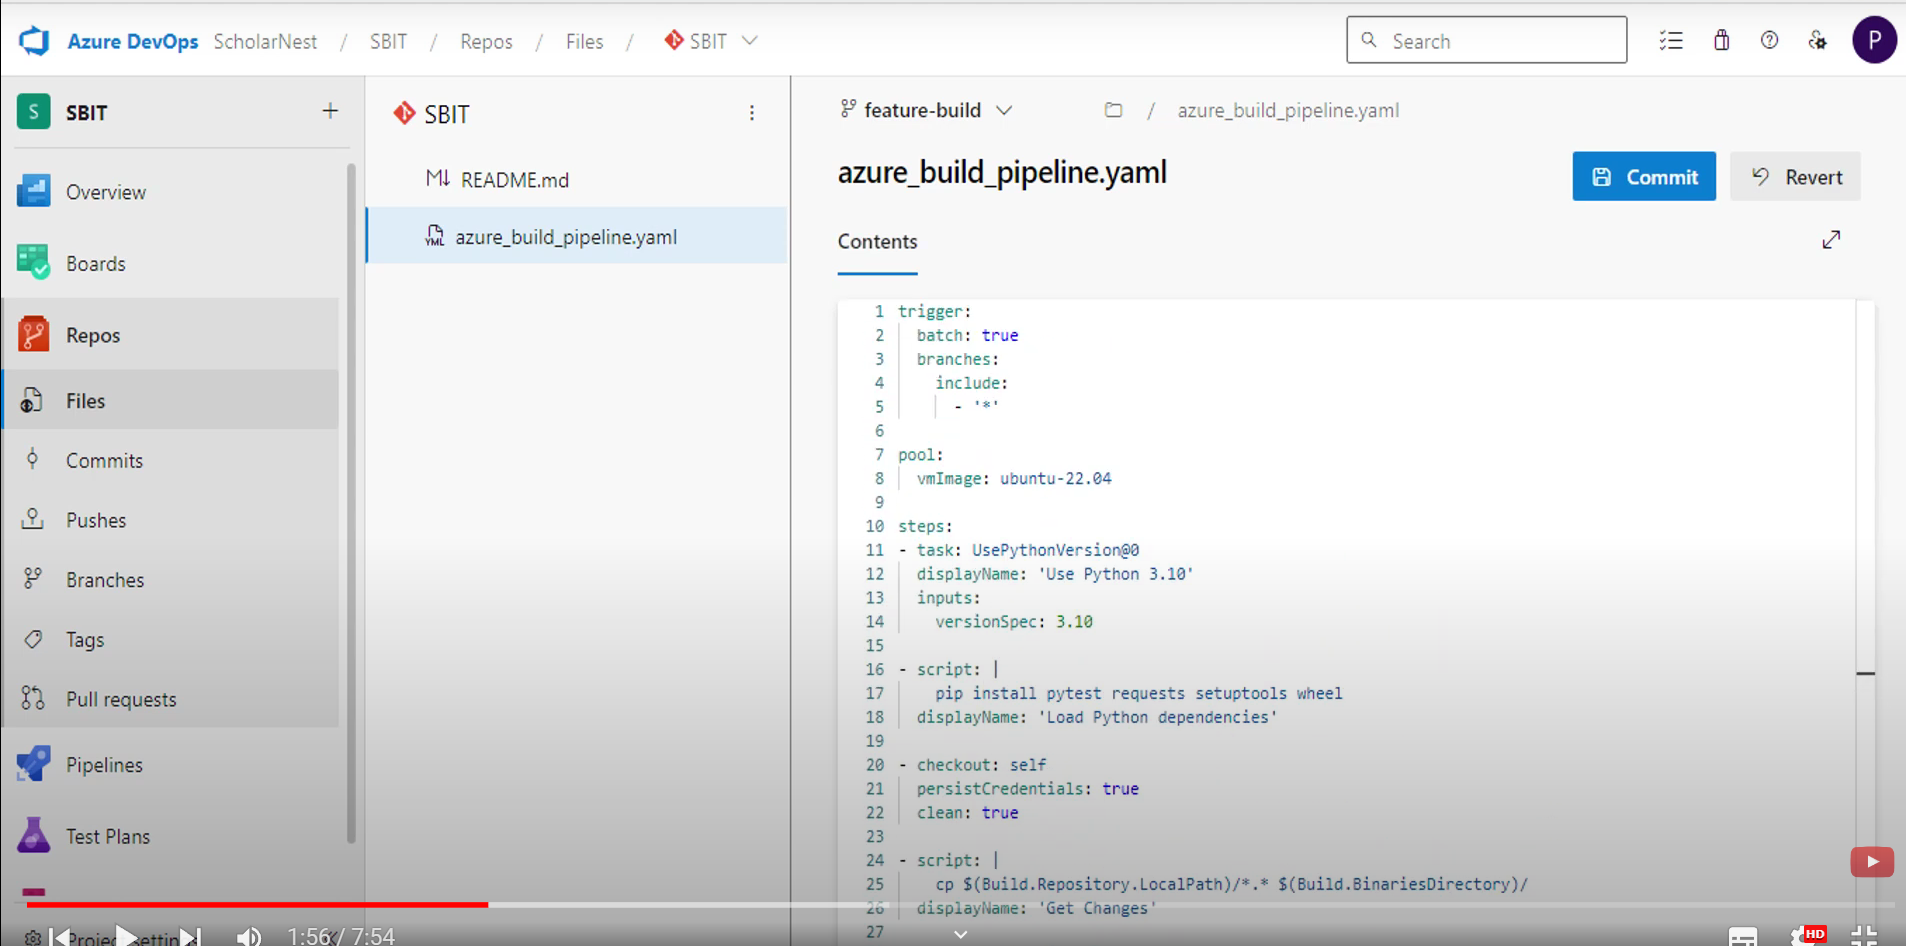 Azure DevOps ScholarNest / SBIT / Repos / Files / SBIT
Search
P
S SBIT +
Overview
Boards
Repos
Files
Commits
Pushes
Branches
Tags
Pull requests
Pipelines
Test Plans
Project settings
SBIT
README.md
YML azure_build_pipeline.yaml
feature-build / azure_build_pipeline.yaml
azure_build_pipeline.yaml
Commit
Revert
Contents
1 trigger:
2 batch: true
3 branches:
4 include:
5 - '*'
6
7 pool:
8 vmImage: ubuntu-22.04
9
10 steps:
11 - task: UsePythonVersion@0
12 displayName: 'Use Python 3.10'
13 inputs:
14 versionSpec: 3.10
15
16 - script: |
17 pip install pytest requests setuptools wheel
18 displayName: 'Load Python dependencies'
19
20 - checkout: self
21 persistCredentials: true
22 clean: true
23
24 - script: |
25 cp $(Build.Repository.LocalPath)/*.* $(Build.BinariesDirectory)/
26 displayName: 'Get Changes'
27
1:56 / 7:54
HD